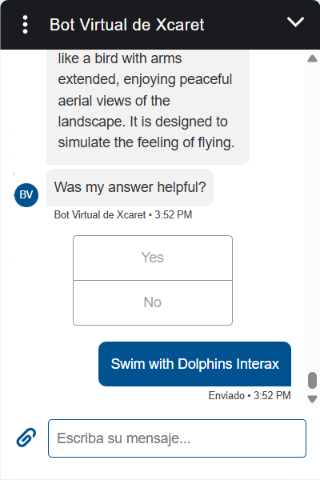 Bot Virtual de Xcaret
like a bird with arms
extended, enjoying peaceful
aerial views of the
landscape. It is designed to
simulate the feeling of flying.
Was my answer helpful?
BV
Bot Virtual de Xcaret • 3:52 PM
Yes
No
Swim with Dolphins Interax
Enviado • 3:52 PM
Escriba su mensaje...